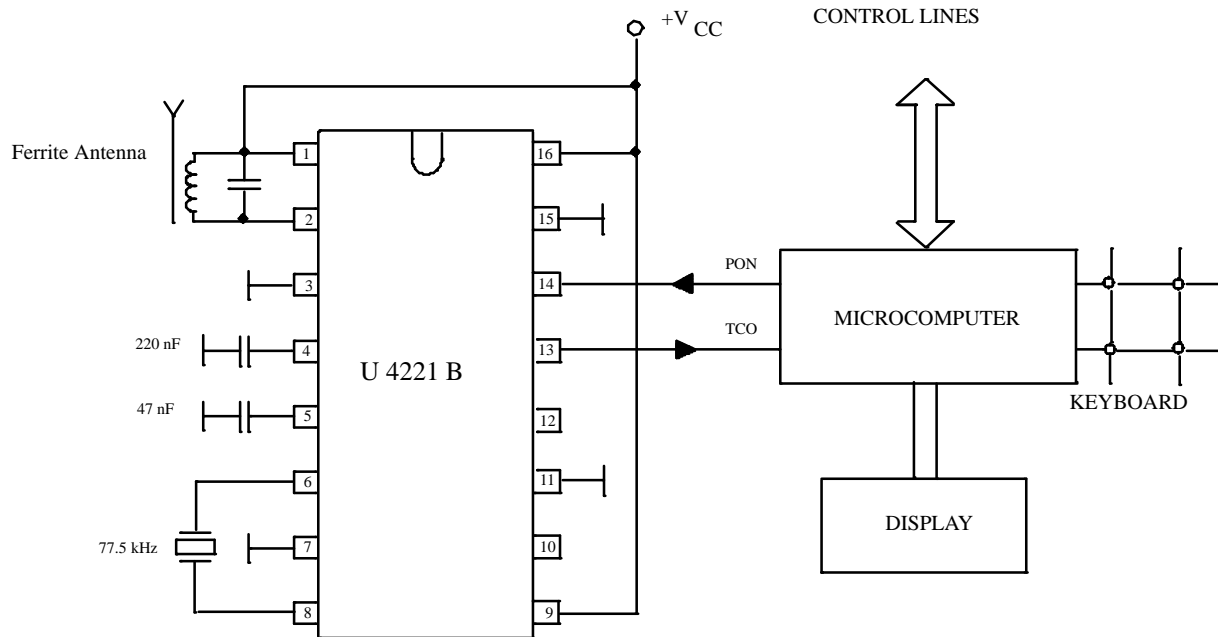 +V CC
CONTROL LINES
Ferrite Antenna
1
16
2
15
3
14
PON
MICROCOMPUTER
220 nF
4
13
TCO
U 4221 B
47 nF
5
12
KEYBOARD
6
11
77.5 kHz
7
10
DISPLAY
8
9